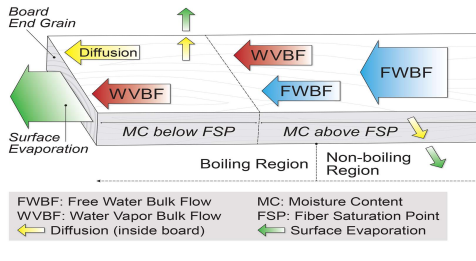 Board
End Grain
Diffusion
WVBF
WVBF
FWBF
FWBF
Surface
Evaporation
MC below FSP
MC above FSP
Boiling Region
Non-boiling
Region
FWBF: Free Water Bulk Flow
WVBF: Water Vapor Bulk Flow
Diffusion (inside board)
MC: Moisture Content
FSP: Fiber Saturation Point
Surface Evaporation